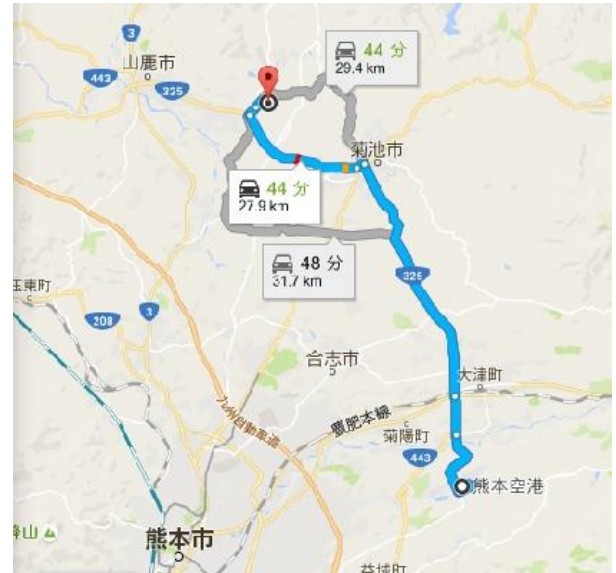 3
山鹿市
443
325
44 分
29.4 km
菊池市
44 分
27.9 km
48 分
31.7 km
325
玉東町
208
3
合志市
大津町
九州自動車道
豊肥本線
菊陽町
443
熊本空港
熊本市
益城町